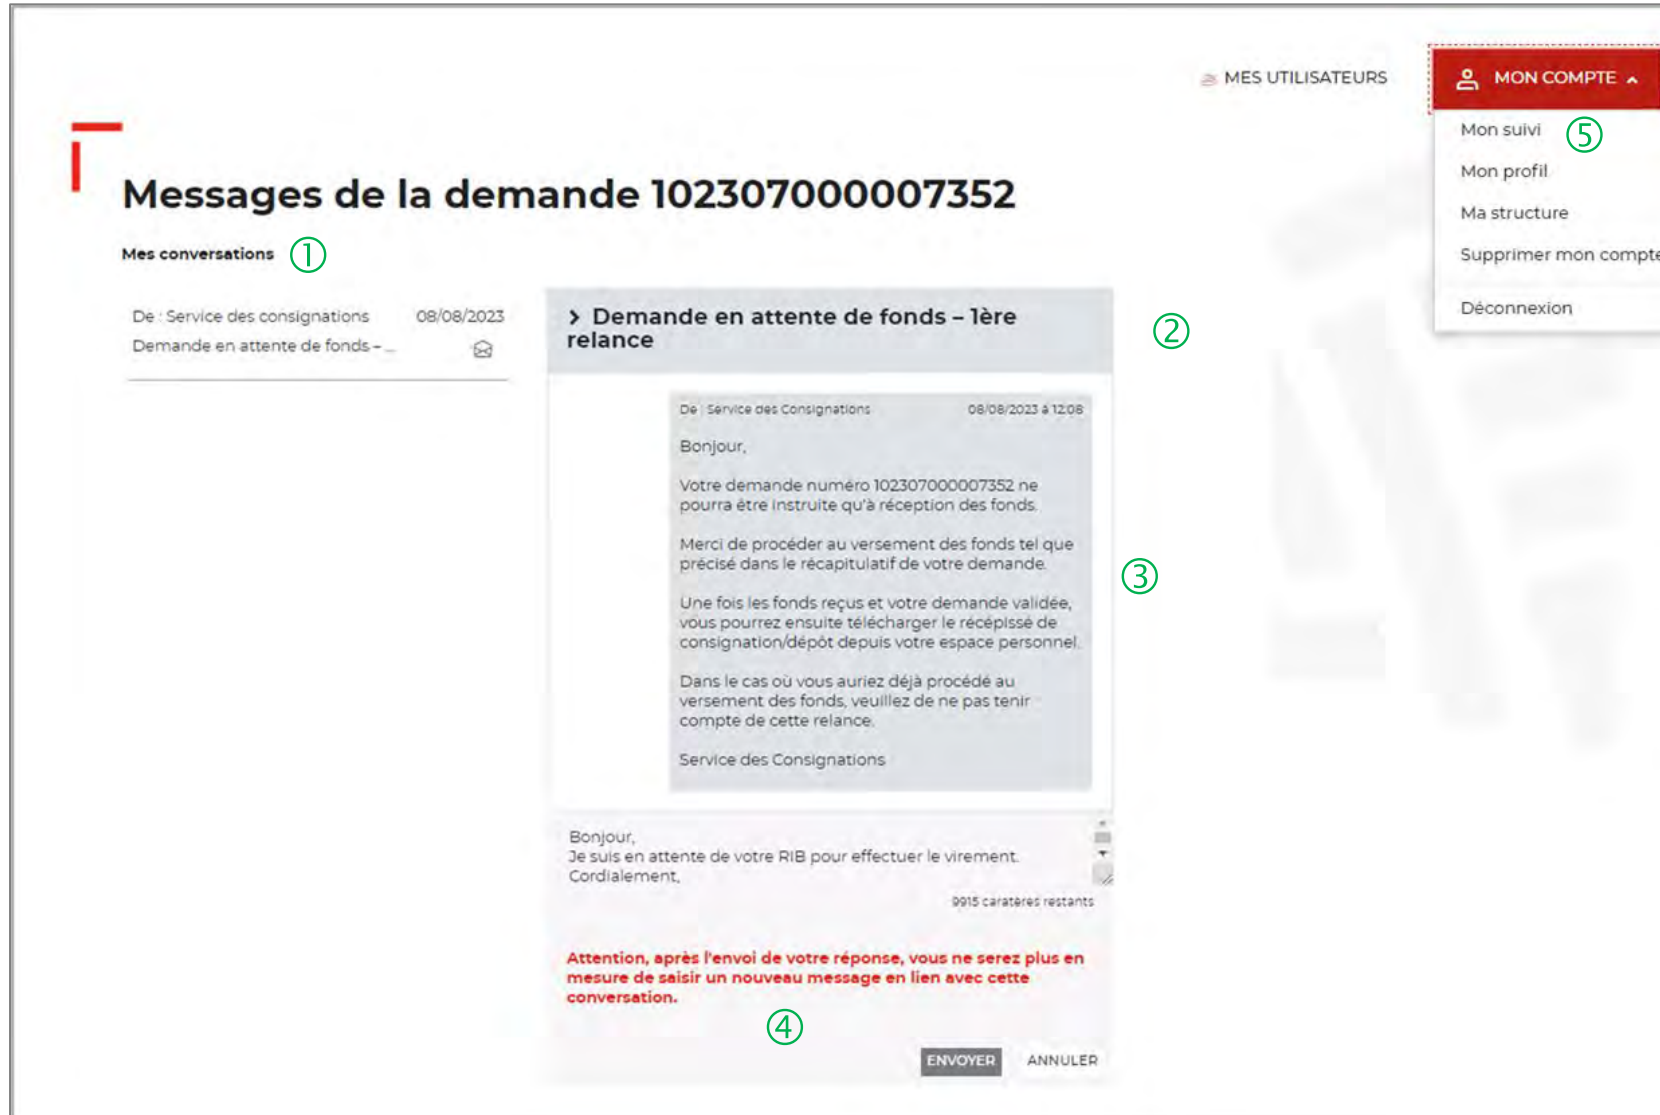 MES UTILISATEURS
MON COMPTE
Mon suivi ⑤
Mon profil
Ma structure
Supprimer mon compte
Déconnexion
Messages de la demande 102307000007352
Mes conversations ①
De : Service des consignations 08/08/2023
Demande en attente de fonds – ...
> Demande en attente de fonds – 1ère
relance
②
De : Service des Consignations 08/08/2023 à 12:08
Bonjour,
Votre demande numéro 102307000007352 ne
pourra être instruite qu'à réception des fonds.
Merci de procéder au versement des fonds tel que
précisé dans le récapitulatif de votre demande.
③
Une fois les fonds reçus et votre demande validée,
vous pourrez ensuite télécharger le récépissé de
consignation/dépôt depuis votre espace personnel.
Dans le cas où vous auriez déjà procédé au
versement des fonds, veuillez de ne pas tenir
compte de cette relance.
Service des Consignations
Bonjour,
Je suis en attente de votre RIB pour effectuer le virement.
Cordialement,
9915 caratères restants
Attention, après l'envoi de votre réponse, vous ne serez plus en
mesure de saisir un nouveau message en lien avec cette
conversation.
④
ENVOYER ANNULER